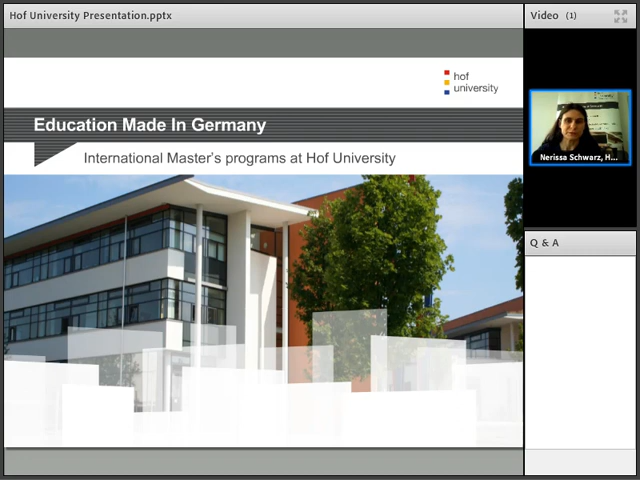 Hof University Presentation.pptx
Video (1)
hof
university
Education Made In Germany
International Master's programs at Hof University
Nerissa Schwarz, H...
Q & A